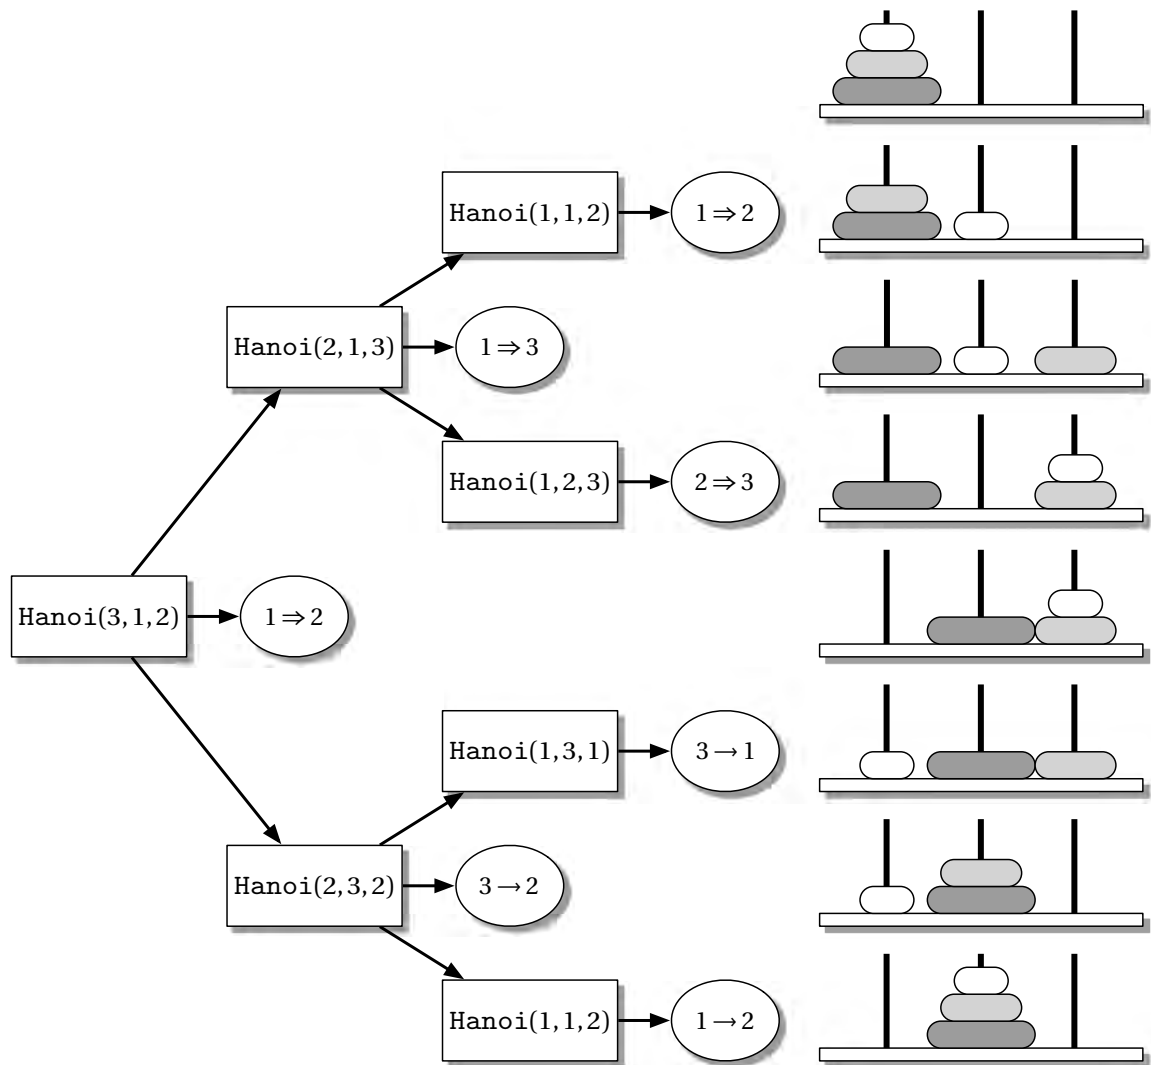 Hanoi(1,1,2) 1⇒2
Hanoi(2,1,3) 1⇒3
Hanoi(1,2,3) 2⇒3
Hanoi(3,1,2) 1⇒2
Hanoi(1,3,1) 3→1
Hanoi(2,3,2) 3→2
Hanoi(1,1,2) 1→2